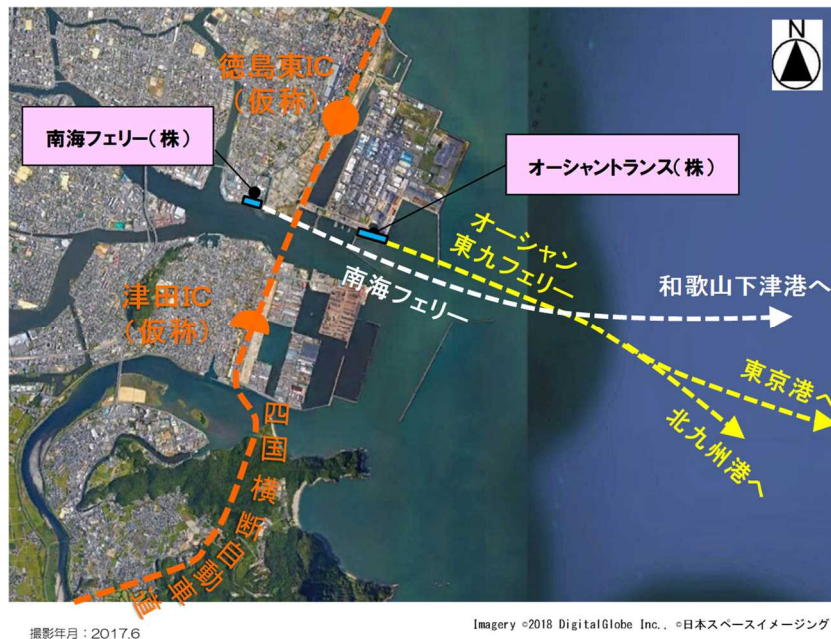 N
徳島東IC
(仮称)
南海フェリー(株)
オーシャントランス(株)
オーシャン
東九フェリー
南海フェリー
和歌山下津港へ
津田IC
(仮称)
東京港へ
北九州港へ
四国横断自動車道
撮影年月:2017.6
Imagery ©2018 DigitalGlobe Inc., ©日本スペースイメージング